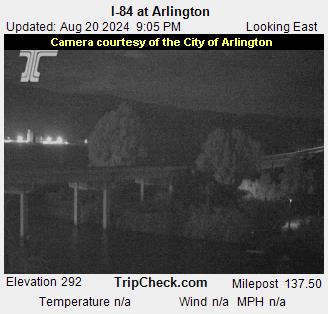 I-84 at Arlington
Updated: Aug 20 2024 9:05 PM Looking East
Camera courtesy of the City of Arlington
Elevation 292 TripCheck.com Milepost 137.50
Temperature n/a Wind n/a MPH n/a